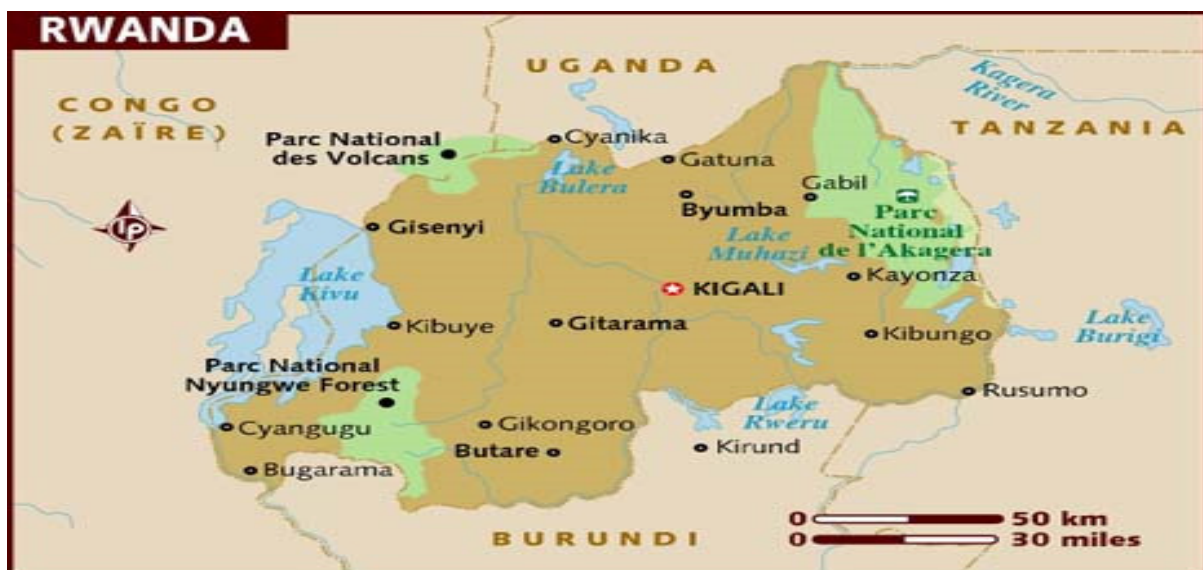 RWANDA
UGANDA
CONGO
(ZAÏRE)
Kagera
River
TANZANIA
Parc National
des Volcans
Cyanika
Lake
Bulera
Gatuna
Gabil
Byumba
Parc
National
de l'Akagera
LP
Gisenyi
Lake
Muhazi
Lake
Kivu
Kayonza
KIGALI
Kibuye
Gitarama
Kibungo
Lake
Burigi
Parc National
Nyungwe Forest
Rusumo
Lake
Rweru
Cyangugu
Gikongoro
Butare
Kirund
Bugarama
0 50 km
0 30 miles
BURUNDI